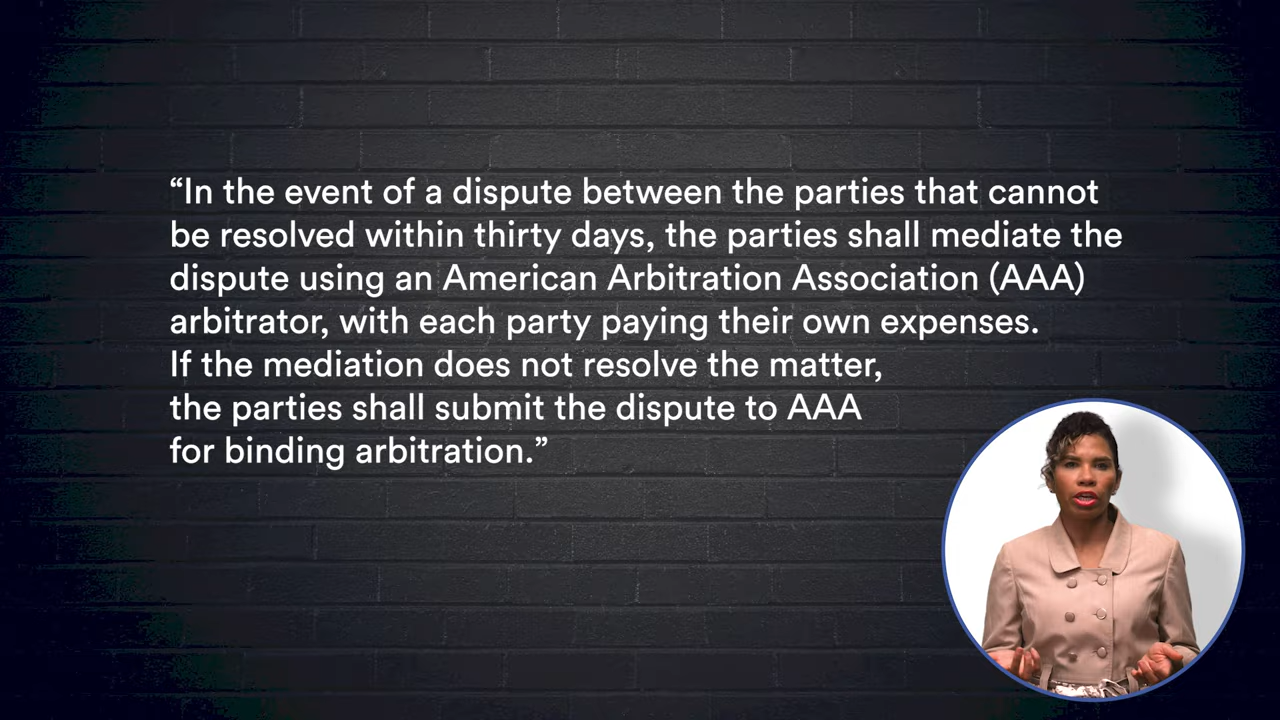 “In the event of a dispute between the parties that cannot
be resolved within thirty days, the parties shall mediate the
dispute using an American Arbitration Association (AAA)
arbitrator, with each party paying their own expenses.
If the mediation does not resolve the matter,
the parties shall submit the dispute to AAA
for binding arbitration.”